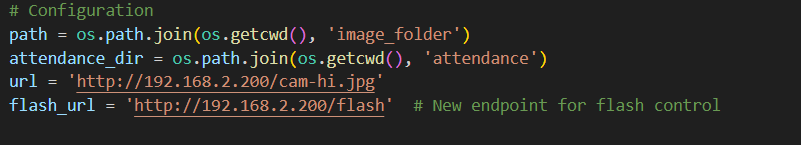 # Configuration
path = os.path.join(os.getcwd(), 'image_folder')
attendance_dir = os.path.join(os.getcwd(), 'attendance')
url = 'http://192.168.2.200/cam-hi.jpg'
flash_url = 'http://192.168.2.200/flash'  # New endpoint for flash control